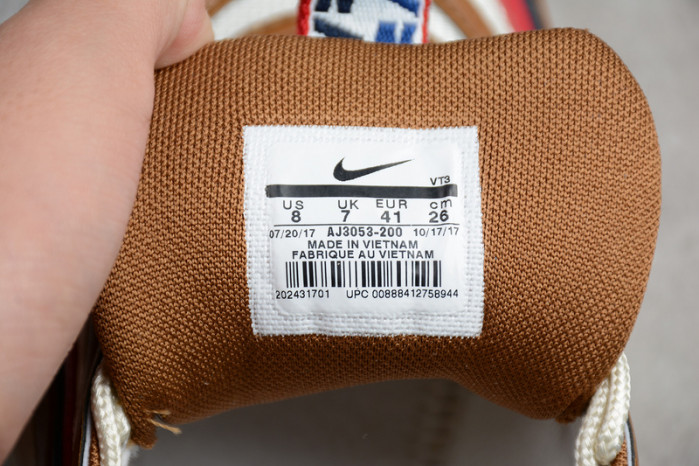 VT3
US UK EUR cm
8 7 41 26
07/20/17 AJ3053-200 10/17/17
MADE IN VIETNAM
FABRIQUE AU VIETNAM
202431701 UPC 00888412758944